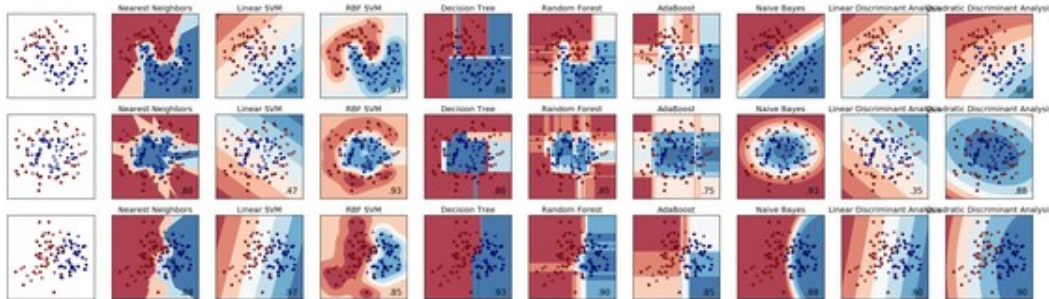 Nearest Neighbors Linear SVM RBF SVM Decision Tree Random Forest AdaBoost Naive Bayes Linear Discriminant Analysis Quadratic Discriminant Analysis
.97 .90 .97 .88 .95 .93 .90 .90 .88
Nearest Neighbors Linear SVM RBF SVM Decision Tree Random Forest AdaBoost Naive Bayes Linear Discriminant Analysis Quadratic Discriminant Analysis
.80 .47 .93 .80 .85 .75 .93 .35 .88
Nearest Neighbors Linear SVM RBF SVM Decision Tree Random Forest AdaBoost Naive Bayes Linear Discriminant Analysis Quadratic Discriminant Analysis
.88 .97 .85 .93 .90 .85 .90 .90 .90